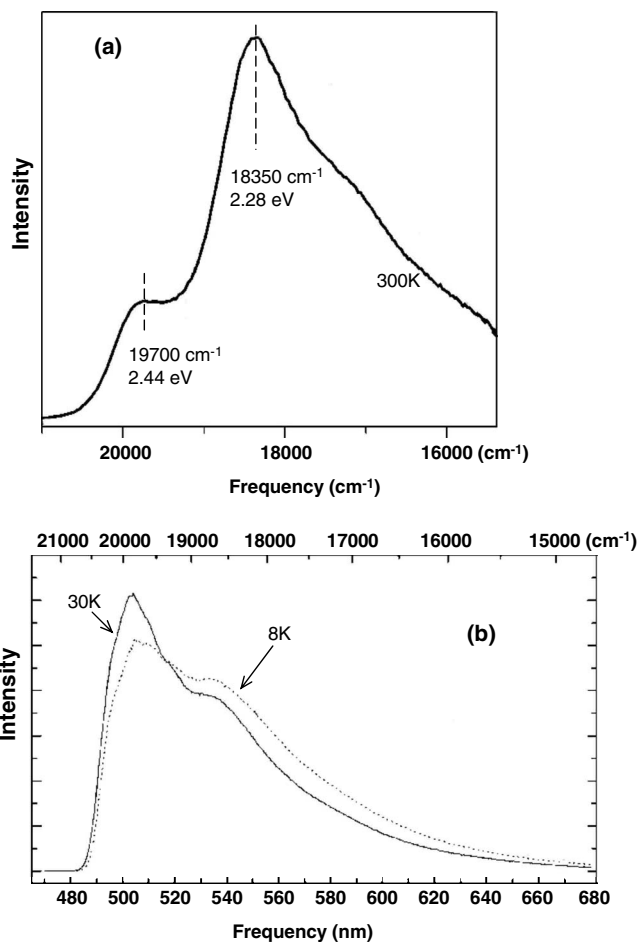 (a)
18350 cm⁻¹
2.28 eV
300K
19700 cm⁻¹
2.44 eV
Intensity
20000 18000 16000 (cm⁻¹)
Frequency (cm⁻¹)
21000 20000 19000 18000 17000 16000 15000 (cm⁻¹)
30K
8K
(b)
Intensity
480 500 520 540 560 580 600 620 640 660 680
Frequency (nm)